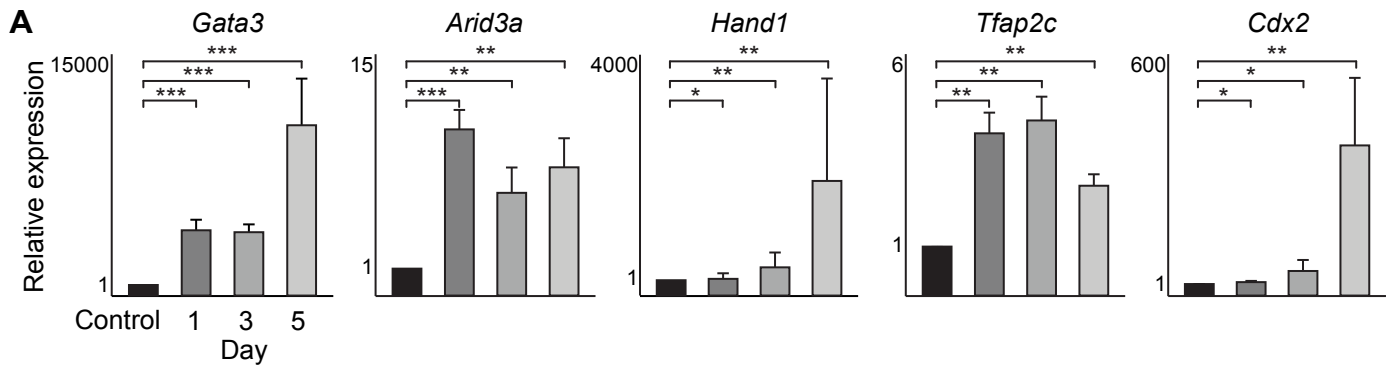 A
Gata3 Arid3a Hand1 Tfap2c Cdx2
*** ** ** ** **
15000 *** 15 ** 4000 ** 6 ** 600 *
*** *** * ** *
Relative expression
1 1 1 1 1
Control 1 3 5
Day